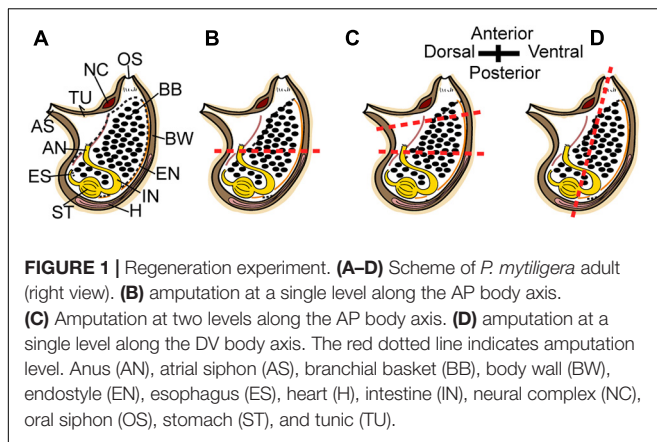 A
B
C
D
OS
NC
TU
BB
AS
BW
AN
EN
ES
IN
ST
H
Anterior
Dorsal
Ventral
Posterior
FIGURE 1 | Regeneration experiment. (A–D) Scheme of P. mytiligera adult
(right view). (B) amputation at a single level along the AP body axis.
(C) Amputation at two levels along the AP body axis. (D) amputation at a
single level along the DV body axis. The red dotted line indicates amputation
level. Anus (AN), atrial siphon (AS), branchial basket (BB), body wall (BW),
endostyle (EN), esophagus (ES), heart (H), intestine (IN), neural complex (NC),
oral siphon (OS), stomach (ST), and tunic (TU).